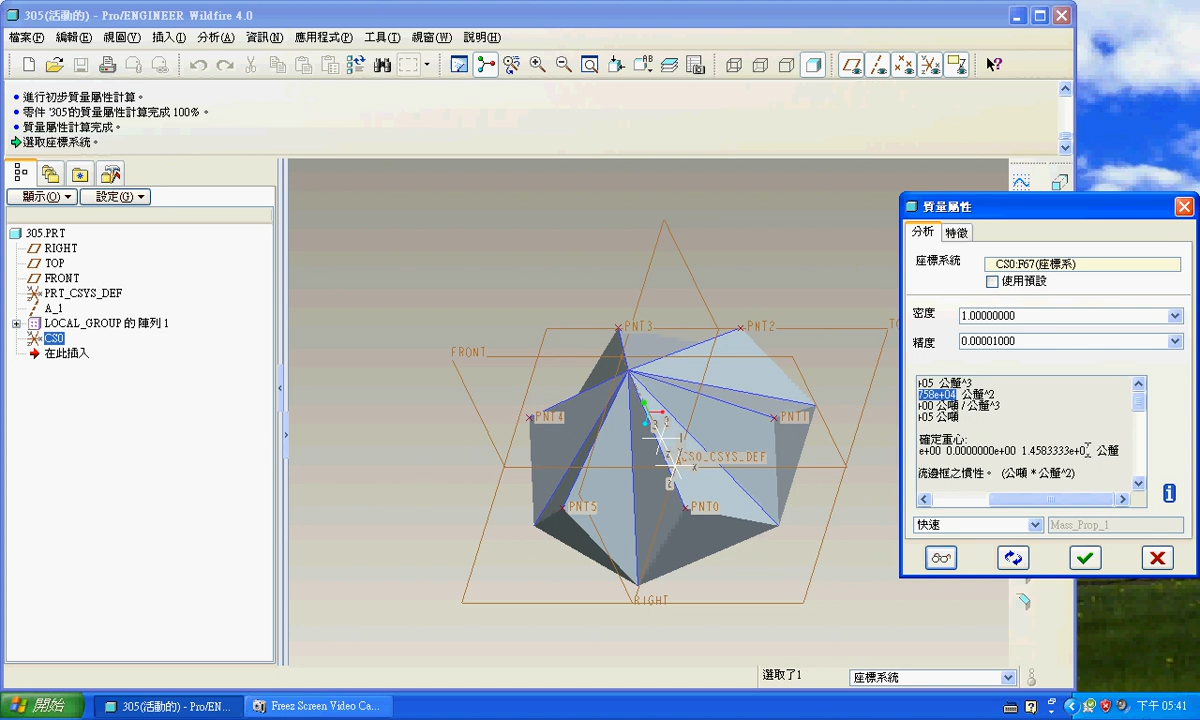 305(活動的) - Pro/ENGINEER Wildfire 4.0
檔案(F) 編輯(E) 視圖(V) 插入(I) 分析(A) 資訊(N) 應用程式(P) 工具(T) 視窗(W) 說明(H)
進行初步質量屬性計算。
零件 '305的質量屬性計算完成 100%。
質量屬性計算完成。
選取座標系統。
顯示(O) 設定(G)
305.PRT
RIGHT
TOP
FRONT
PRT_CSYS_DEF
A_1
LOCAL_GROUP 的 陣列 1
CS0
在此插入
PNT3
PNT2
FRONT
PNT4
PNT1
CS0_CSYS_DEF
PNT5
PNT0
RIGHT
質量屬性
分析 特徵
座標系統 CS0:F67(座標系)
使用預設
密度 1.00000000
精度 0.00001000
+05 公釐^3
758e+04 公釐^2
+00 公噸 / 公釐^3
+05 公噸
確定重心:
e+00 0.0000000e+00 1.4583333e+0 公釐
流邊框之慣性。 (公噸 * 公釐^2)
快速 Mass_Prop_1
選取了1 座標系統
開始 305(活動的) - Pro/EN... Freez Screen Video Ca... 下午 05:41